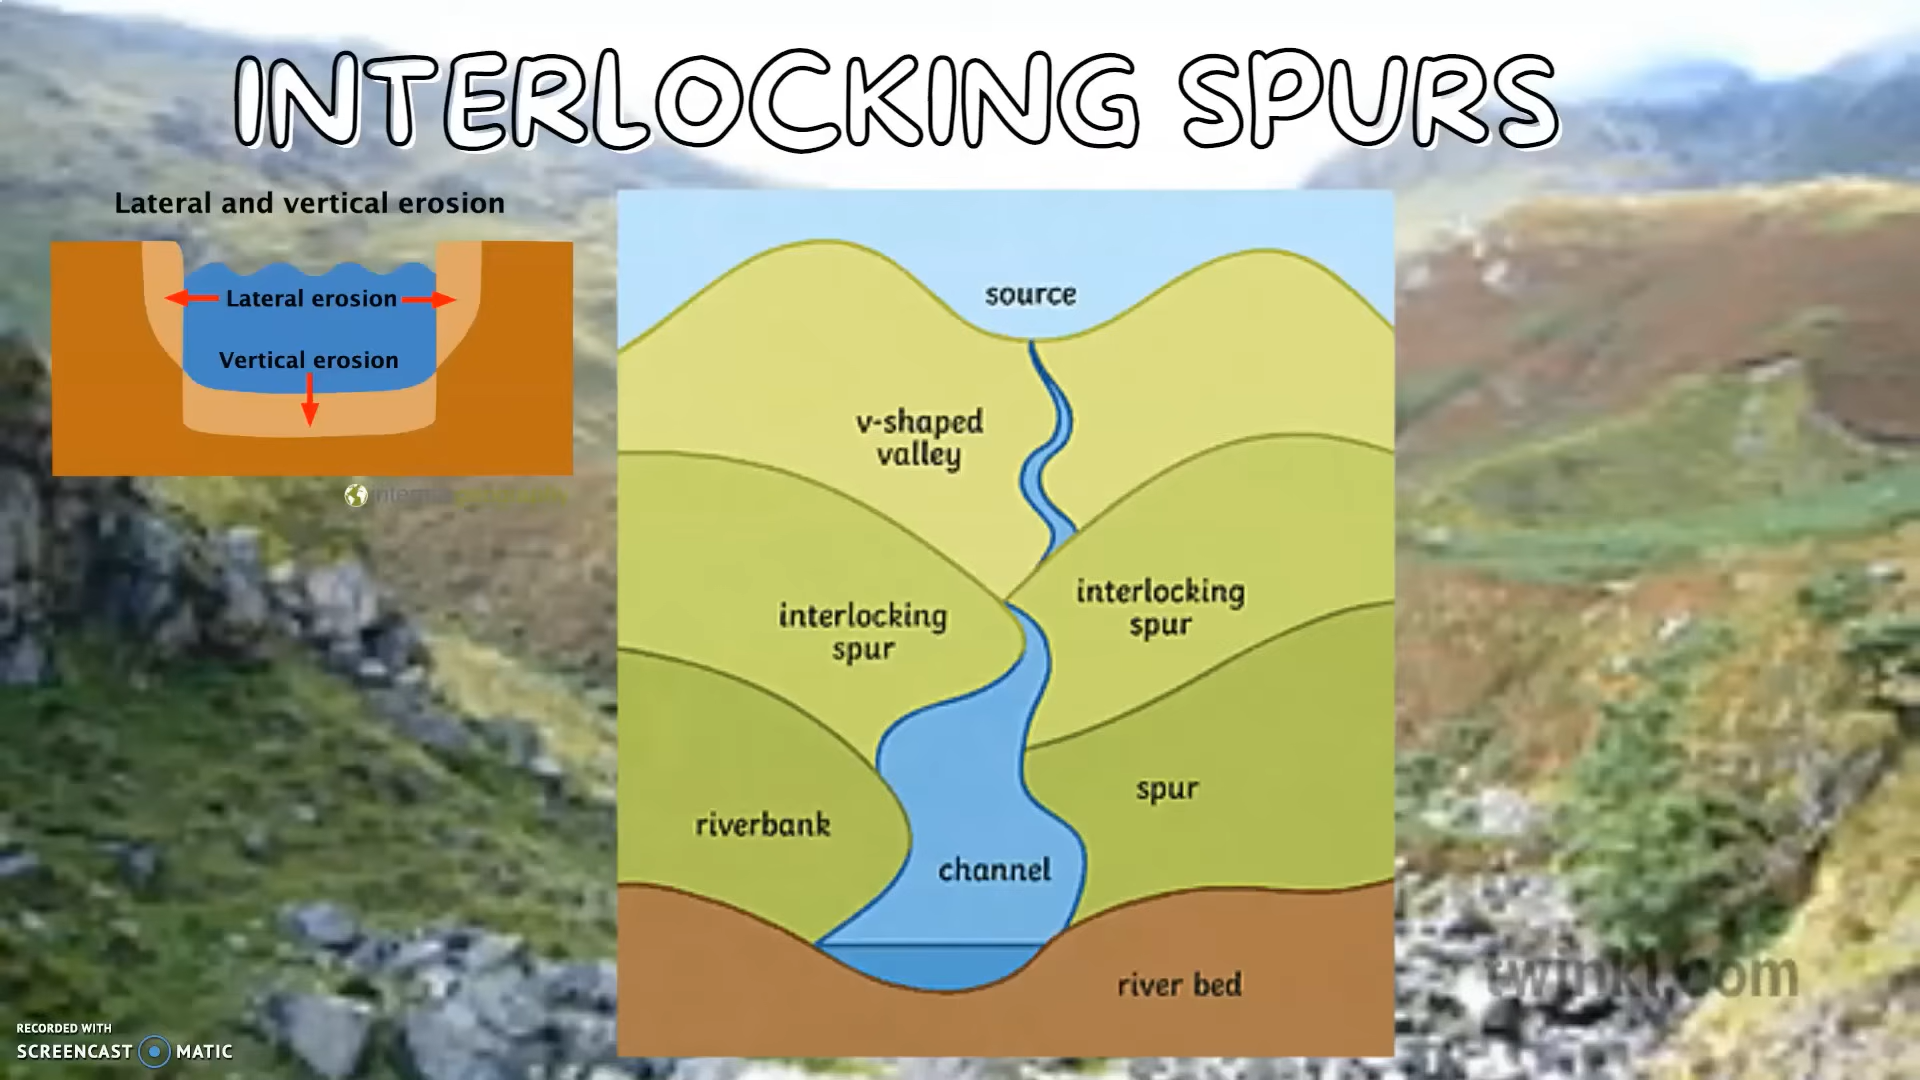 INTERLOCKING SPURS
Lateral and vertical erosion
Lateral erosion
Vertical erosion
source
v-shaped
valley
interlocking
spur
interlocking
spur
spur
riverbank
channel
river bed
twinkl.com
RECORDED WITH
SCREENCAST MATIC